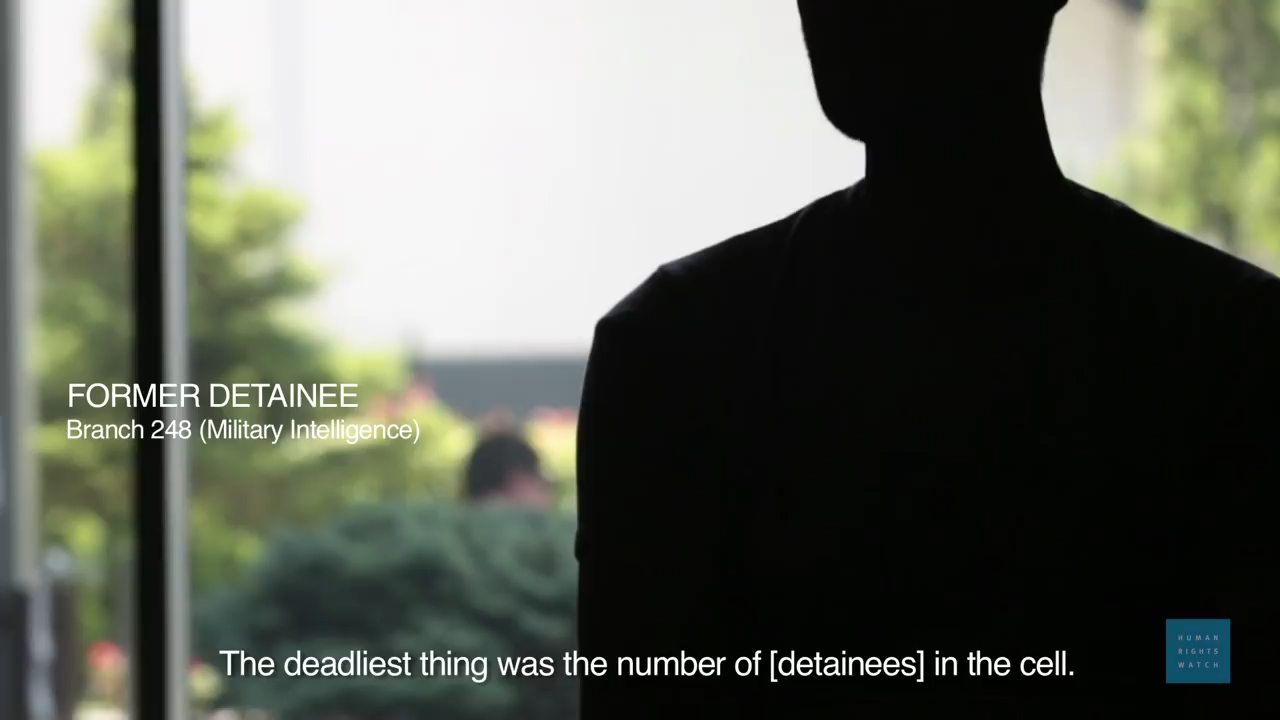 FORMER DETAINEE
Branch 248 (Military Intelligence)
The deadliest thing was the number of [detainees] in the cell.
HUMAN
RIGHTS
WATCH